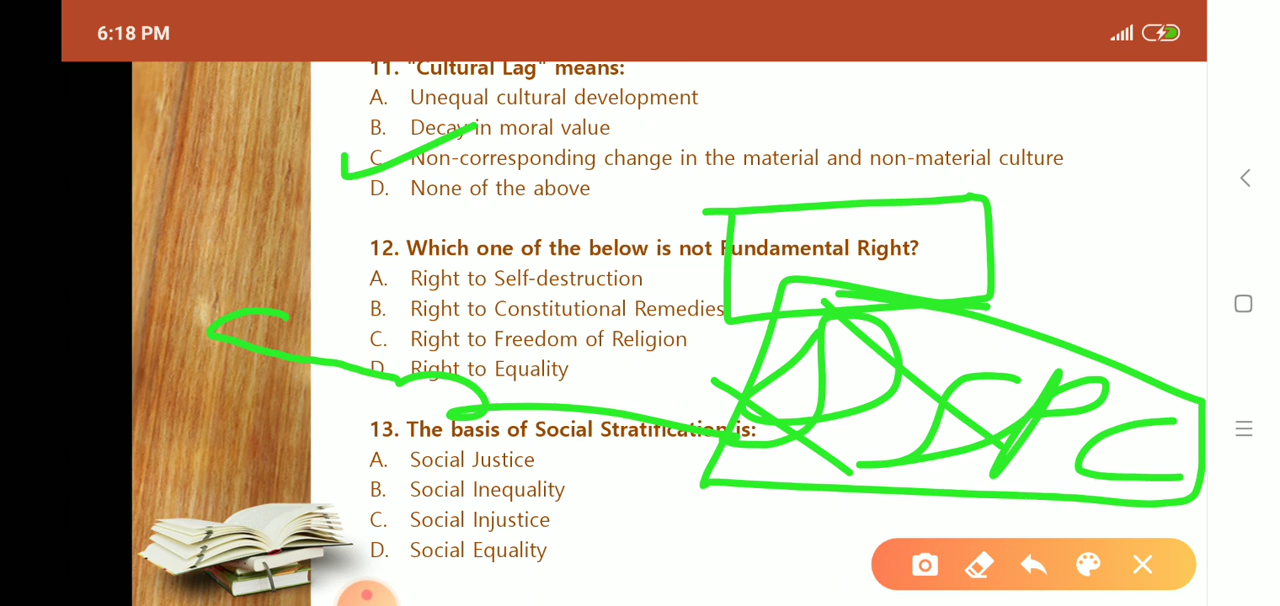 6:18 PM
11. "Cultural Lag" means:
A. Unequal cultural development
B. Decay in moral value
C. Non-corresponding change in the material and non-material culture
D. None of the above
12. Which one of the below is not Fundamental Right?
A. Right to Self-destruction
B. Right to Constitutional Remedies
C. Right to Freedom of Religion
D. Right to Equality
13. The basis of Social Stratification is:
A. Social Justice
B. Social Inequality
C. Social Injustice
D. Social Equality